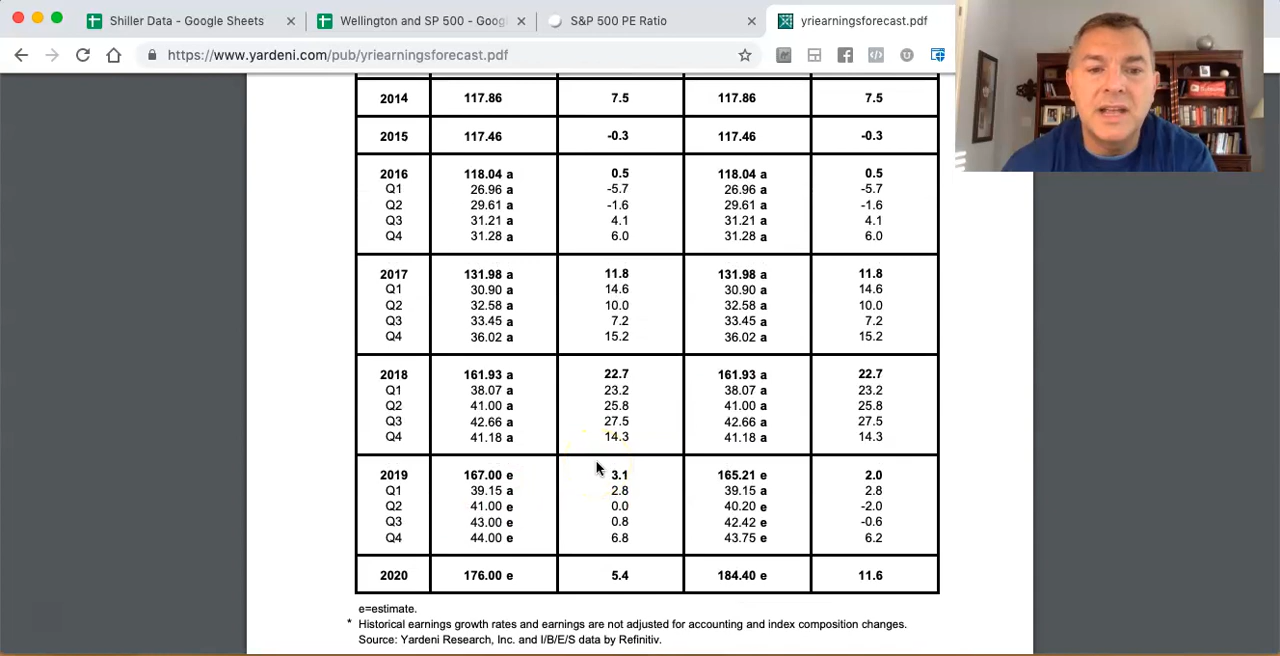 Shiller Data - Google Sheets
Wellington and SP 500 - Goog
S&P 500 PE Ratio
yriearningsforecast.pdf
https://www.yardeni.com/pub/yriearningsforecast.pdf
2014 117.86 7.5 117.86 7.5
2015 117.46 -0.3 117.46 -0.3
2016 118.04 a 0.5 118.04 a 0.5
Q1 26.96 a -5.7 26.96 a -5.7
Q2 29.61 a -1.6 29.61 a -1.6
Q3 31.21 a 4.1 31.21 a 4.1
Q4 31.28 a 6.0 31.28 a 6.0
2017 131.98 a 11.8 131.98 a 11.8
Q1 30.90 a 14.6 30.90 a 14.6
Q2 32.58 a 10.0 32.58 a 10.0
Q3 33.45 a 7.2 33.45 a 7.2
Q4 36.02 a 15.2 36.02 a 15.2
2018 161.93 a 22.7 161.93 a 22.7
Q1 38.07 a 23.2 38.07 a 23.2
Q2 41.00 a 25.8 41.00 a 25.8
Q3 42.66 a 27.5 42.66 a 27.5
Q4 41.18 a 14.3 41.18 a 14.3
2019 167.00 e 3.1 165.21 e 2.0
Q1 39.15 a 2.8 39.15 a 2.8
Q2 41.00 e 0.0 40.20 e -2.0
Q3 43.00 e 0.8 42.42 e -0.6
Q4 44.00 e 6.8 43.75 e 6.2
2020 176.00 e 5.4 184.40 e 11.6
e=estimate.
* Historical earnings growth rates and earnings are not adjusted for accounting and index composition changes.
Source: Yardeni Research, Inc. and I/B/E/S data by Refinitiv.